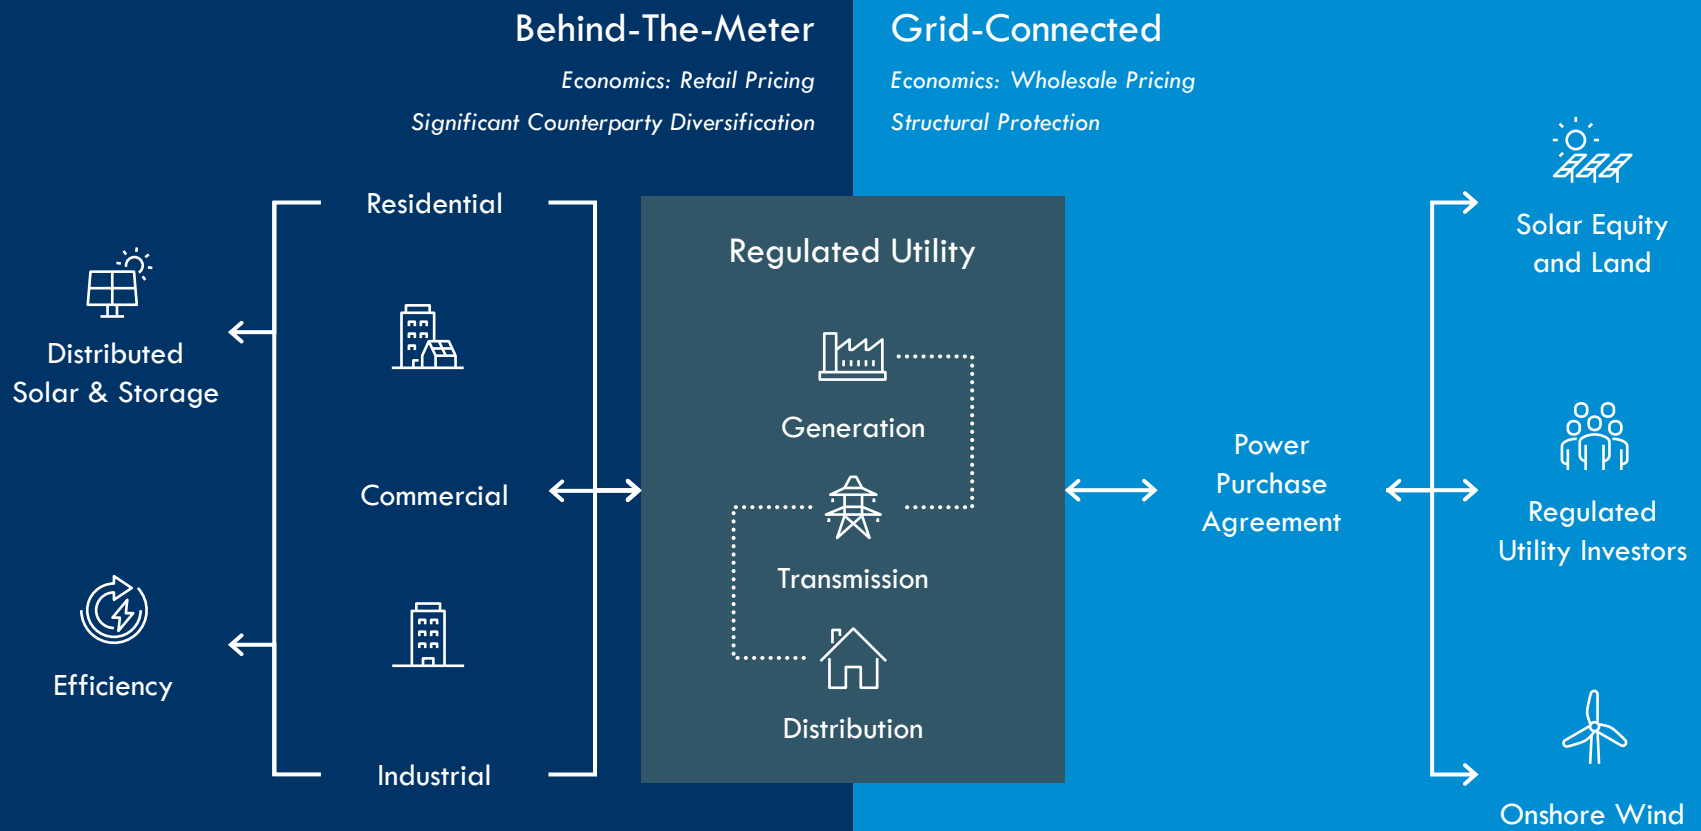 Behind-The-Meter
Economics: Retail Pricing
Significant Counterparty Diversification
Grid-Connected
Economics: Wholesale Pricing
Structural Protection
Distributed
Solar & Storage
Efficiency
Residential
Commercial
Industrial
Regulated Utility
Generation
Transmission
Distribution
Power
Purchase
Agreement
Solar Equity
and Land
Regulated
Utility Investors
Onshore Wind